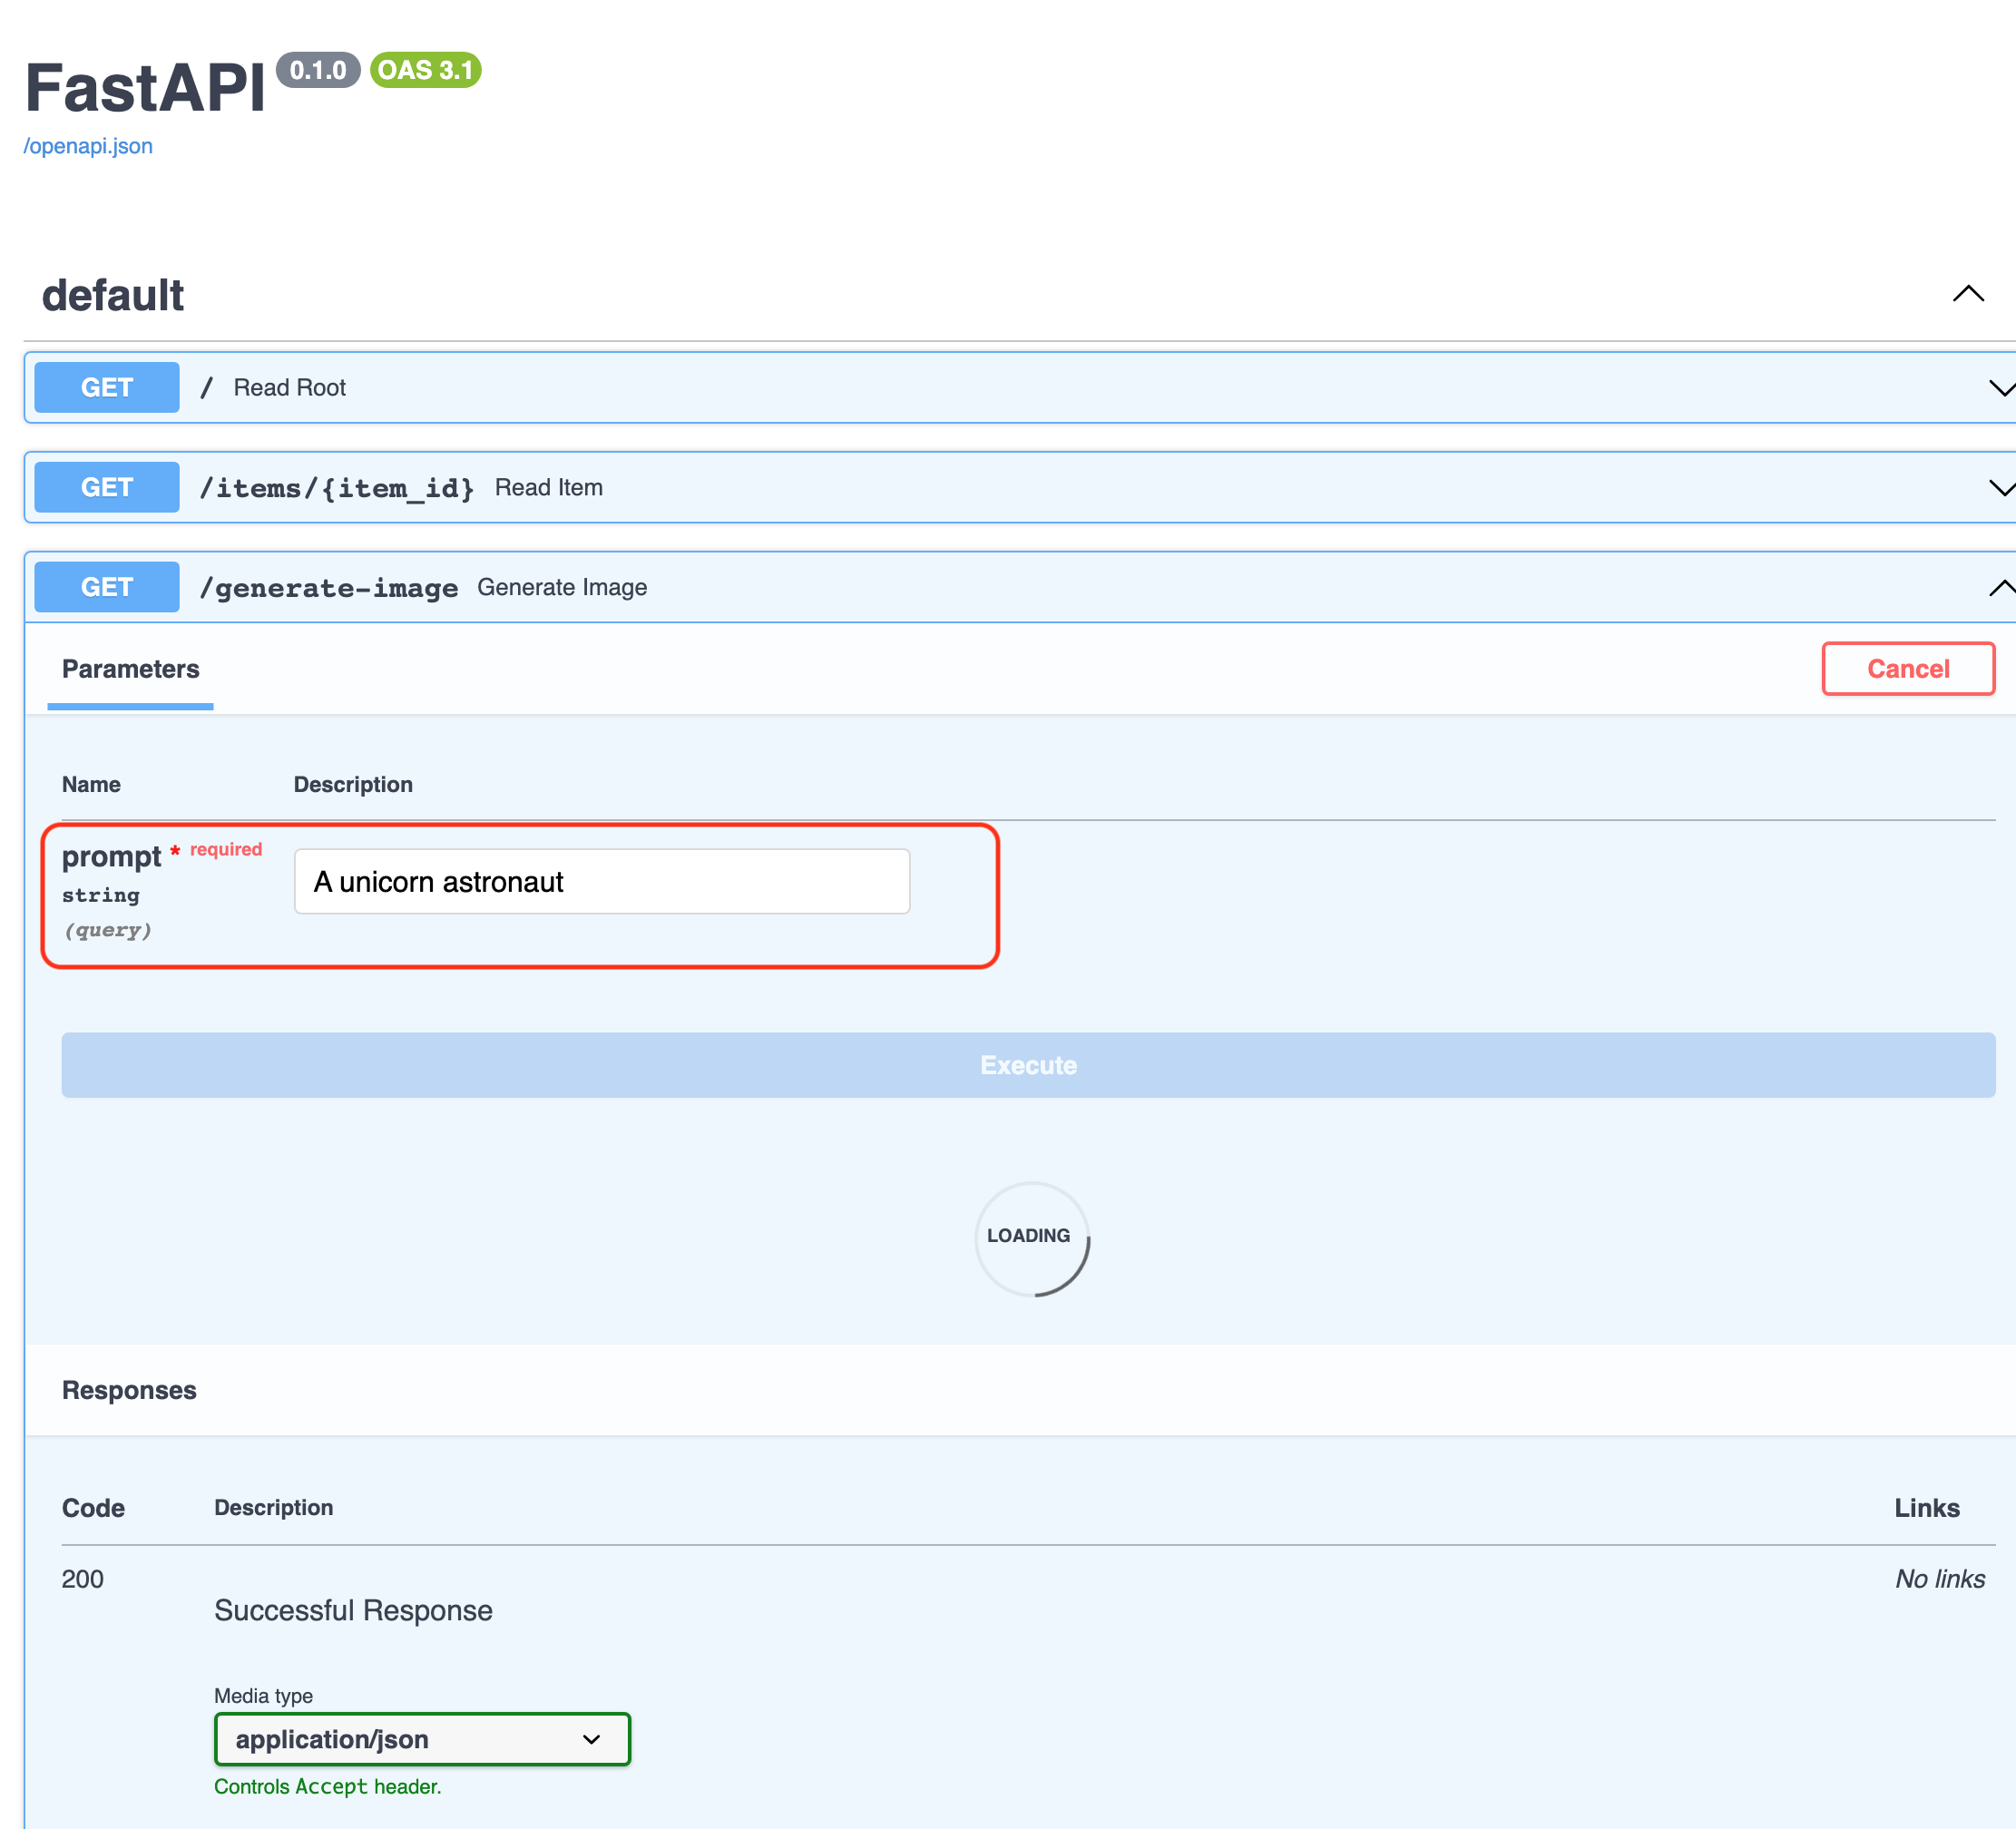 FastAPI 0.1.0 OAS 3.1
/openapi.json
default
GET / Read Root
GET /items/{item_id} Read Item
GET /generate-image Generate Image
Parameters Cancel
Name Description
prompt * required
string
(query)
A unicorn astronaut
Execute
LOADING
Responses
Code Description Links
200 No links
Successful Response
Media type
application/json
Controls Accept header.